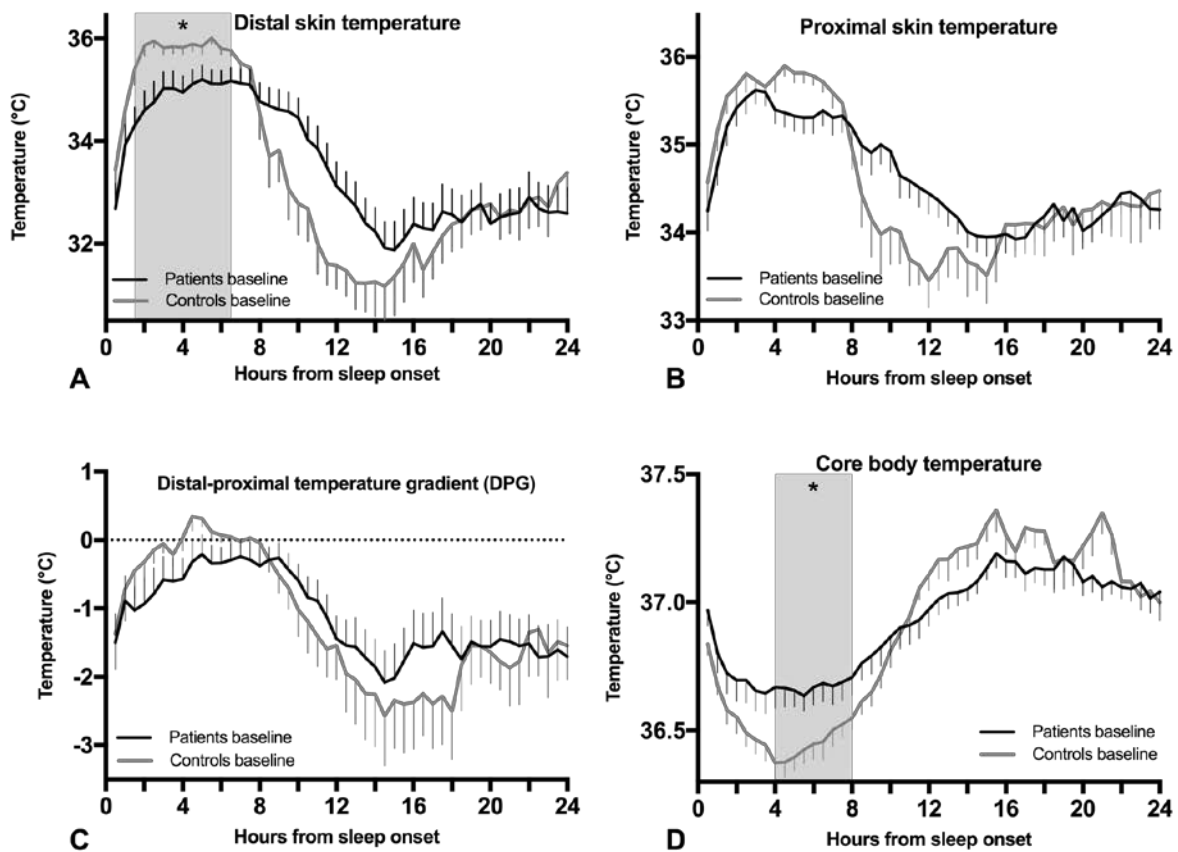 Distal skin temperature
*
36
34
32
Temperature (°C)
Patients baseline
Controls baseline
0 4 8 12 16 20 24
Hours from sleep onset
A
Proximal skin temperature
36
35
34
33
Temperature (°C)
Patients baseline
Controls baseline
0 4 8 12 16 20 24
Hours from sleep onset
B
Distal-proximal temperature gradient (DPG)
1
0
-1
-2
-3
Temperature (°C)
Patients baseline
Controls baseline
0 4 8 12 16 20 24
Hours from sleep onset
C
Core body temperature
*
37.5
37.0
36.5
Temperature (°C)
Patients baseline
Controls baseline
0 4 8 12 16 20 24
Hours from sleep onset
D